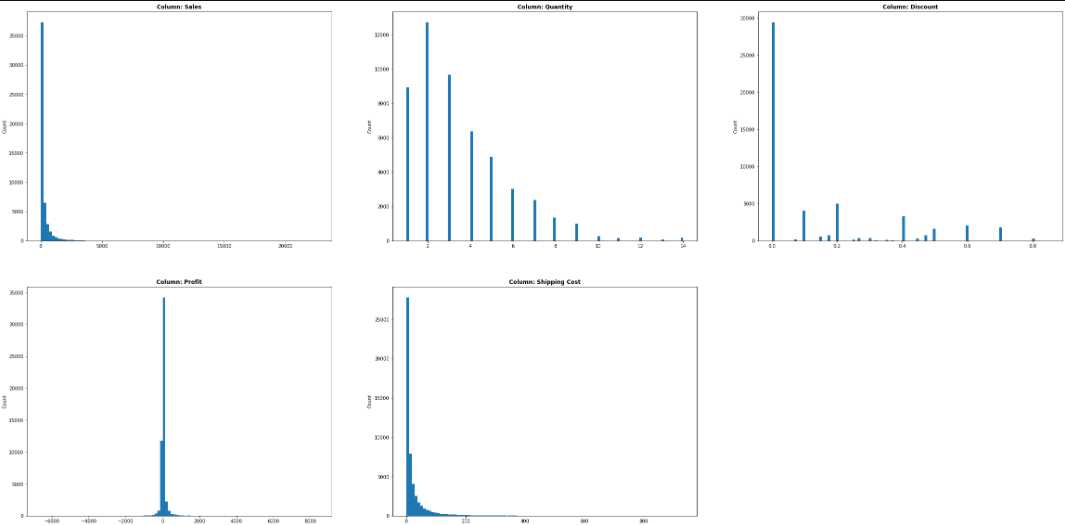 Column: Sales
Count
35000
30000
25000
20000
15000
10000
5000
0
0 5000 10000 15000 20000
Column: Quantity
Count
12000
10000
8000
6000
4000
2000
0
2 4 6 8 10 12 14
Column: Discount
Count
30000
25000
20000
15000
10000
5000
0
0.0 0.2 0.4 0.6 0.8
Column: Profit
Count
35000
30000
25000
20000
15000
10000
5000
0
−6000 −4000 −2000 0 2000 4000 6000 8000
Column: Shipping Cost
Count
25000
20000
15000
10000
5000
0
0 200 400 600 800